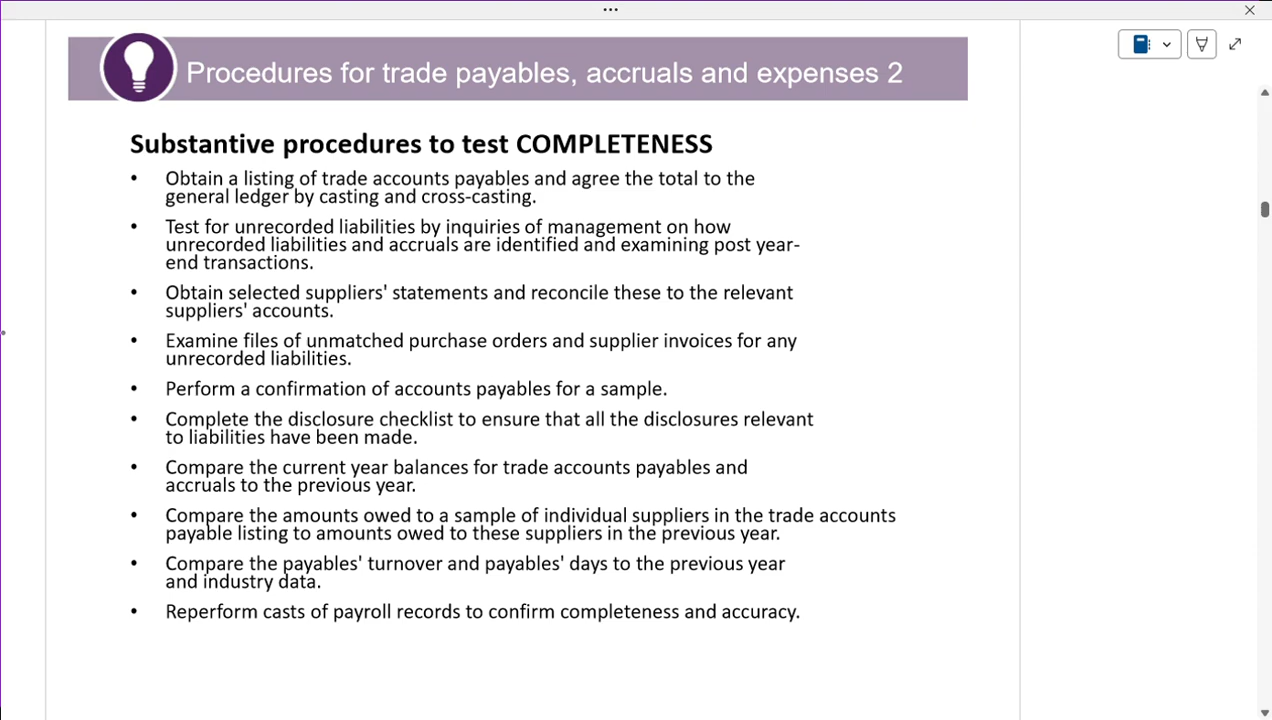 Procedures for trade payables, accruals and expenses 2
Substantive procedures to test COMPLETENESS
• Obtain a listing of trade accounts payables and agree the total to the
general ledger by casting and cross-casting.
• Test for unrecorded liabilities by inquiries of management on how
unrecorded liabilities and accruals are identified and examining post year-
end transactions.
• Obtain selected suppliers' statements and reconcile these to the relevant
suppliers' accounts.
• Examine files of unmatched purchase orders and supplier invoices for any
unrecorded liabilities.
• Perform a confirmation of accounts payables for a sample.
• Complete the disclosure checklist to ensure that all the disclosures relevant
to liabilities have been made.
• Compare the current year balances for trade accounts payables and
accruals to the previous year.
• Compare the amounts owed to a sample of individual suppliers in the trade accounts
payable listing to amounts owed to these suppliers in the previous year.
• Compare the payables' turnover and payables' days to the previous year
and industry data.
• Reperform casts of payroll records to confirm completeness and accuracy.